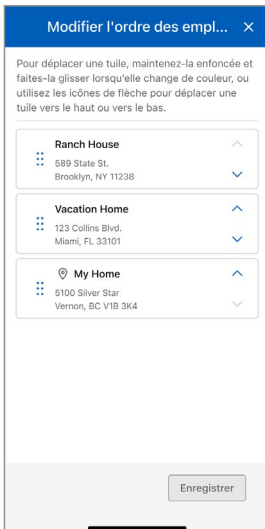 Modifier l'ordre des empl...
Pour déplacer une tuile, maintenez-la enfoncée et
faites-la glisser lorsqu'elle change de couleur, ou
utilisez les icônes de flèche pour déplacer une
tuile vers le haut ou vers le bas.
Ranch House
589 State St.
Brooklyn, NY 11238
Vacation Home
123 Collins Blvd.
Miami, FL 33101
My Home
5100 Silver Star
Vernon, BC V1B 3K4
Enregistrer